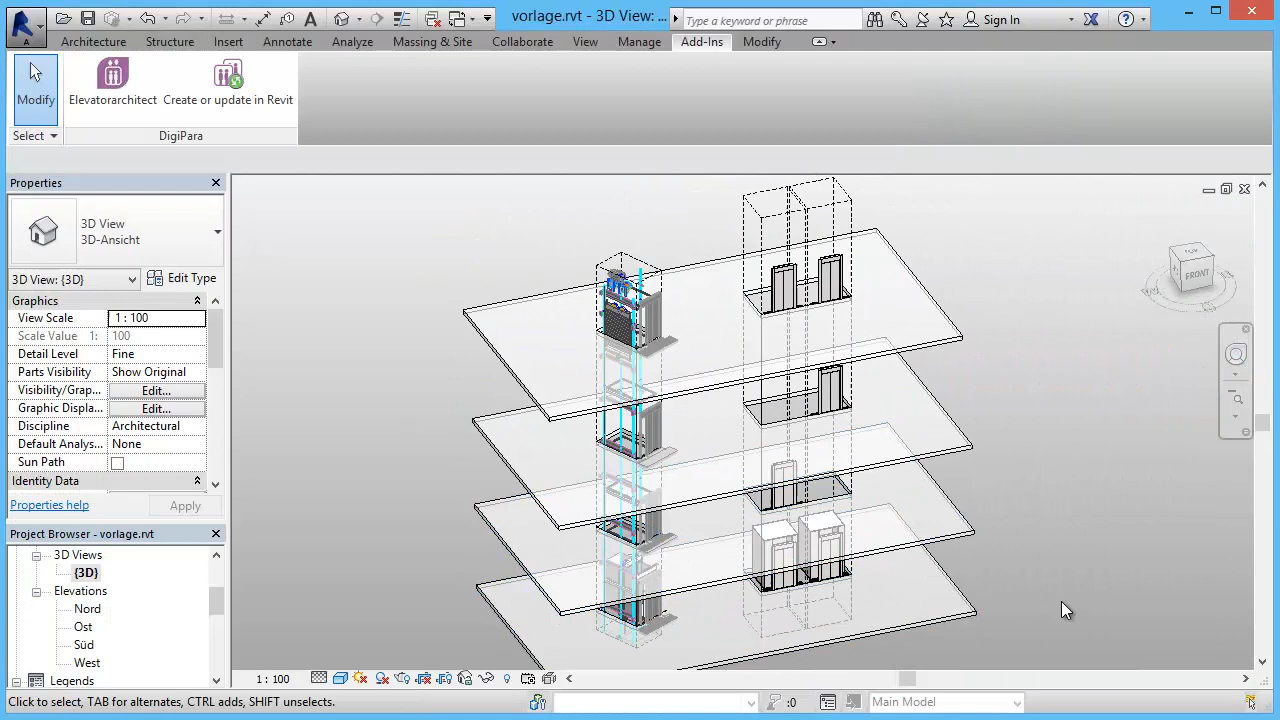 vorlage.rvt - 3D View: ...
Type a keyword or phrase
Sign In
A
Architecture
Structure
Insert
Annotate
Analyze
Massing & Site
Collaborate
View
Manage
Add-Ins
Modify
Modify
Elevatorarchitect
Create or update in Revit
Select
DigiPara
Properties
3D View
3D-Ansicht
3D View: {3D}
Edit Type
Graphics
View Scale
1 : 100
Scale Value 1:
100
Detail Level
Fine
Parts Visibility
Show Original
Visibility/Grap...
Edit...
Graphic Displa...
Edit...
Discipline
Architectural
Default Analys...
None
Sun Path
Identity Data
Properties help
Apply
Project Browser - vorlage.rvt
3D Views
{3D}
Elevations
Nord
Ost
Süd
West
Legends
FRONT
1 : 100
Click to select, TAB for alternates, CTRL adds, SHIFT unselects.
:0
Main Model